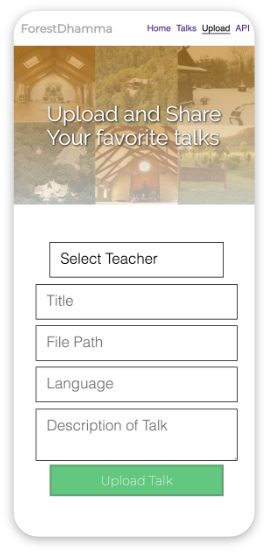 ForestDhamma
Home Talks Upload API
Upload and Share
Your favorite talks
Select Teacher
Title
File Path
Language
Description of Talk
Upload Talk